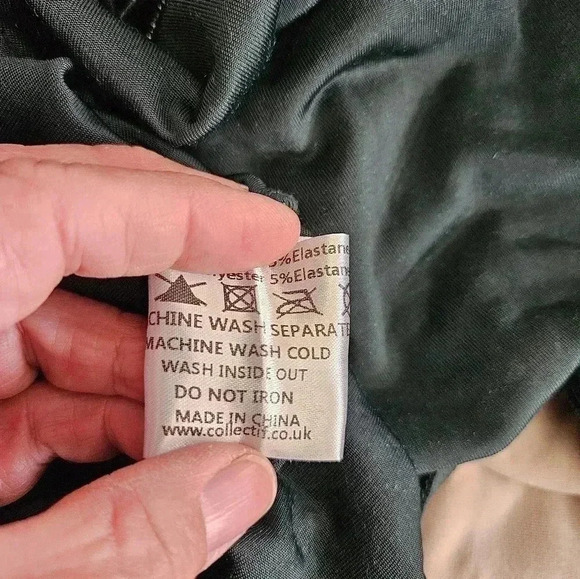 5%Elastane
yester 5%Elastane
CHINE WASH SEPARATE
MACHINE WASH COLD
WASH INSIDE OUT
DO NOT IRON
MADE IN CHINA
www.collectif.co.uk